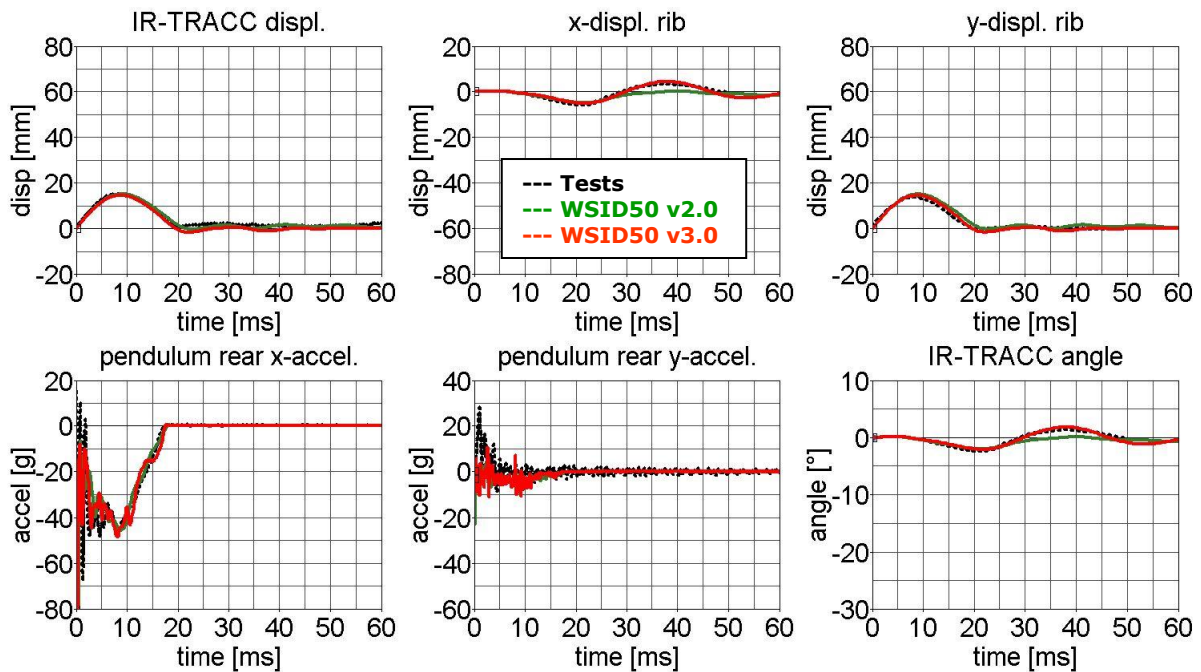 IR-TRACC displ.
80
60
40
20
0
-20
disp [mm]
0 10 20 30 40 50 60
time [ms]
x-displ. rib
20
0
-20
-40
-60
-80
disp [mm]
0 10 20 30 40 50 60
time [ms]
Tests
WSID50 v2.0
WSID50 v3.0
y-displ. rib
80
60
40
20
0
-20
disp [mm]
0 10 20 30 40 50 60
time [ms]
pendulum rear x-accel.
20
0
-20
-40
-60
-80
accel [g]
0 10 20 30 40 50 60
time [ms]
pendulum rear y-accel.
40
20
0
-20
-40
-60
accel [g]
0 10 20 30 40 50 60
time [ms]
IR-TRACC angle
10
0
-10
-20
-30
angle [°]
0 10 20 30 40 50 60
time [ms]